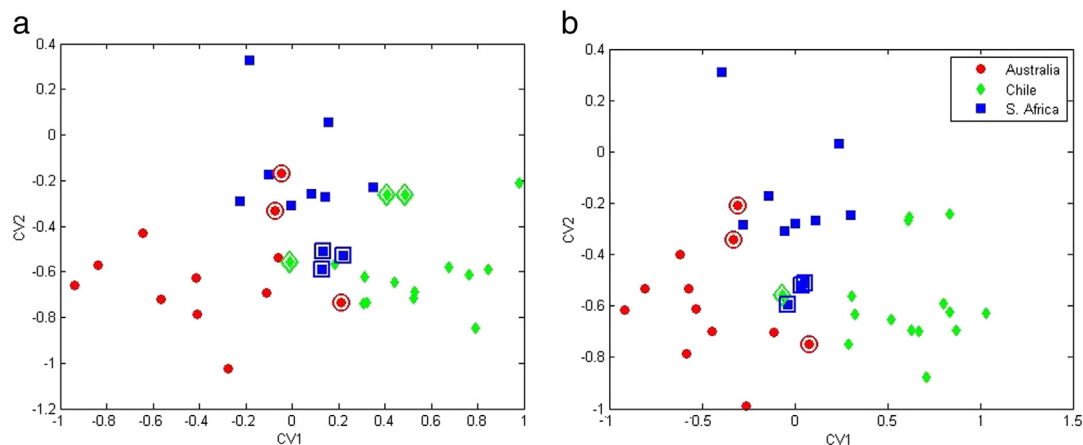 a
0.4
0.2
0
-0.2
-0.4
-0.6
-0.8
-1
-1.2
CV2
-1 -0.8 -0.6 -0.4 -0.2 0 0.2 0.4 0.6 0.8 1
CV1
b
0.4
0.2
0
-0.2
-0.4
-0.6
-0.8
-1
CV2
-1 -0.5 0 0.5 1 1.5
CV1
Australia
Chile
S. Africa